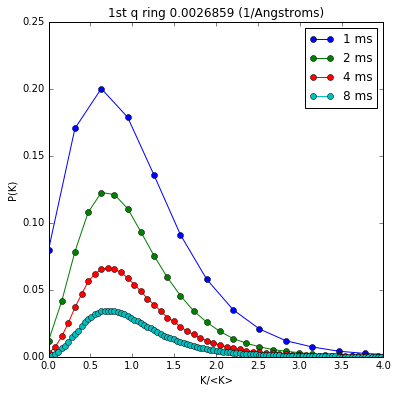 1st q ring 0.0026859 (1/Angstroms)
0.25
0.20
0.15
0.10
0.05
0.00
P(K)
1 ms
2 ms
4 ms
8 ms
0.0 0.5 1.0 1.5 2.0 2.5 3.0 3.5 4.0
K/<K>